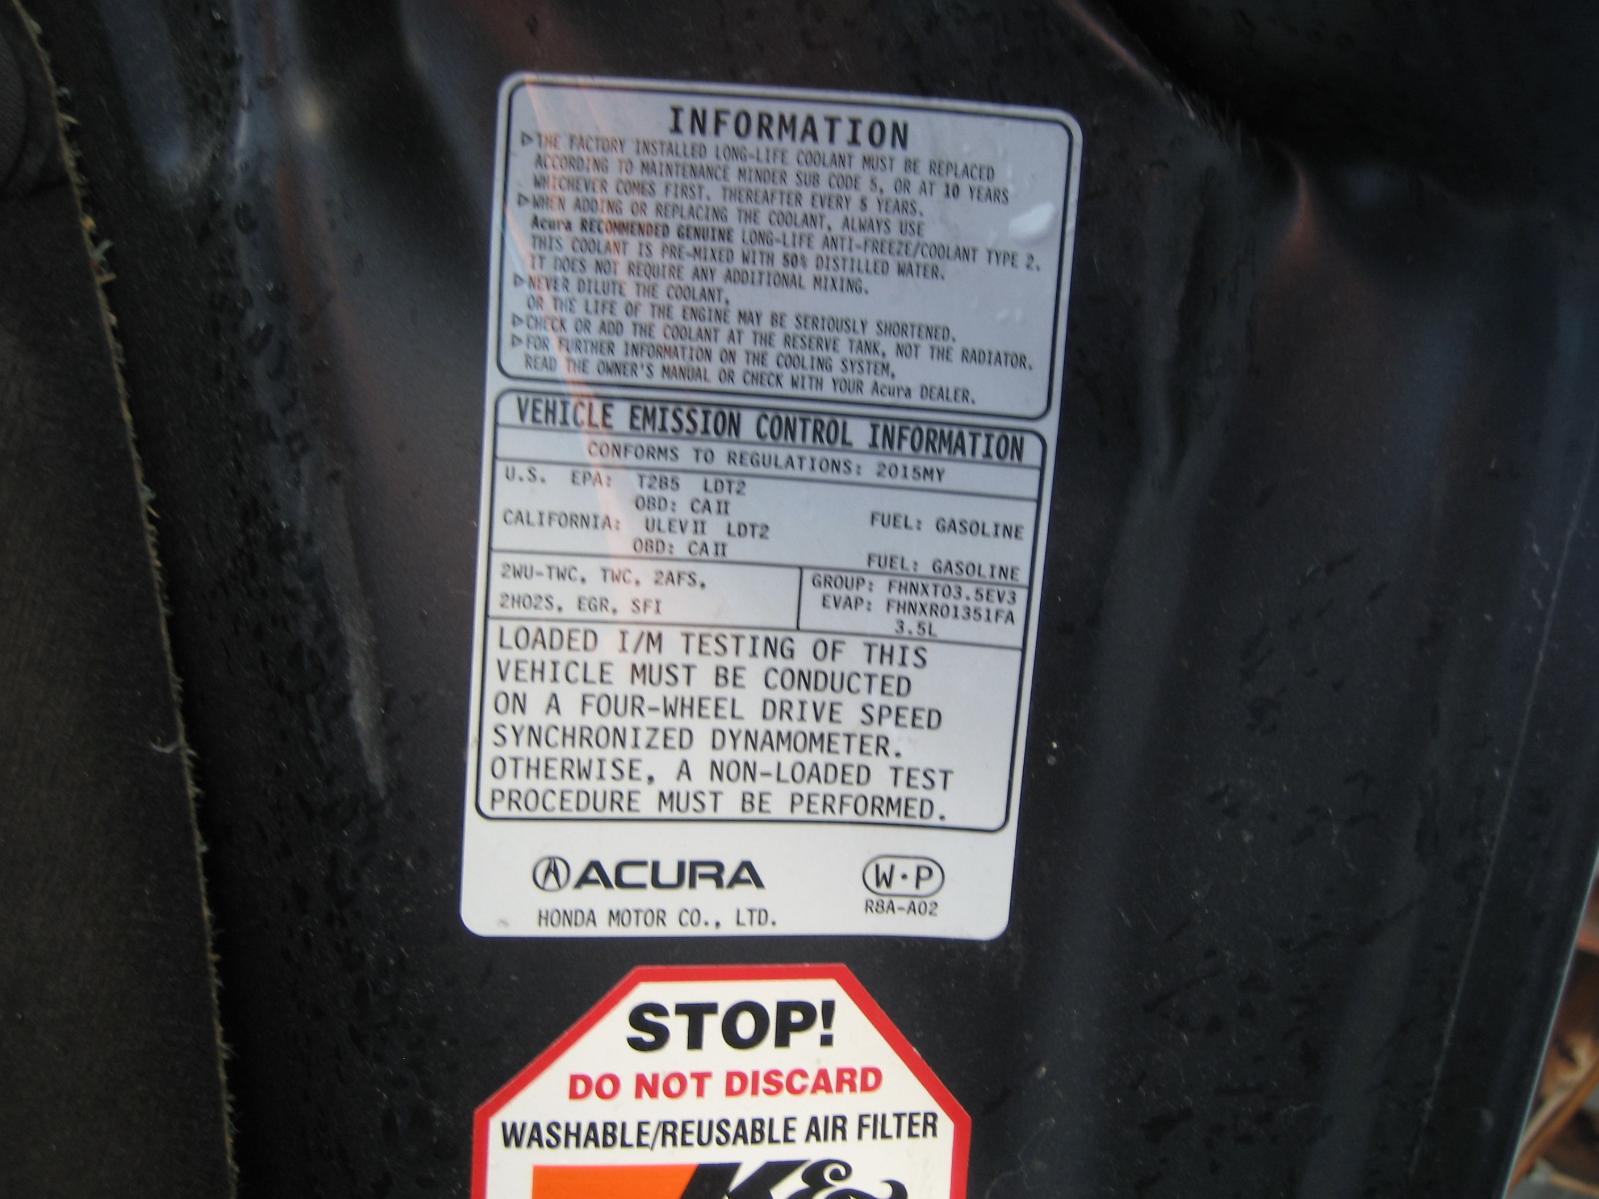 INFORMATION
▷THE FACTORY INSTALLED LONG-LIFE COOLANT MUST BE REPLACED
ACCORDING TO MAINTENANCE MINDER SUB CODE 5, OR AT 10 YEARS
WHICHEVER COMES FIRST. THEREAFTER EVERY 5 YEARS.
▷WHEN ADDING OR REPLACING THE COOLANT, ALWAYS USE
Acura RECOMMENDED GENUINE LONG-LIFE ANTI-FREEZE/COOLANT TYPE 2.
THIS COOLANT IS PRE-MIXED WITH 50% DISTILLED WATER.
IT DOES NOT REQUIRE ANY ADDITIONAL MIXING.
▷NEVER DILUTE THE COOLANT,
OR THE LIFE OF THE ENGINE MAY BE SERIOUSLY SHORTENED.
▷CHECK OR ADD THE COOLANT AT THE RESERVE TANK, NOT THE RADIATOR.
▷FOR FURTHER INFORMATION ON THE COOLING SYSTEM,
READ THE OWNER'S MANUAL OR CHECK WITH YOUR Acura DEALER.
VEHICLE EMISSION CONTROL INFORMATION
CONFORMS TO REGULATIONS: 2015MY
U.S. EPA: T2B5 LDT2
OBD: CAII FUEL: GASOLINE
CALIFORNIA: ULEVII LDT2
OBD: CAII FUEL: GASOLINE
2WU-TWC, TWC, 2AFS,
2HO2S, EGR, SFI
GROUP: FHNXT03.5EV3
EVAP: FHNXR01351FA
3.5L
LOADED I/M TESTING OF THIS
VEHICLE MUST BE CONDUCTED
ON A FOUR-WHEEL DRIVE SPEED
SYNCHRONIZED DYNAMOMETER.
OTHERWISE, A NON-LOADED TEST
PROCEDURE MUST BE PERFORMED.
ACURA
HONDA MOTOR CO., LTD.
W·P
R8A-A02
STOP!
DO NOT DISCARD
WASHABLE/REUSABLE AIR FILTER
K&